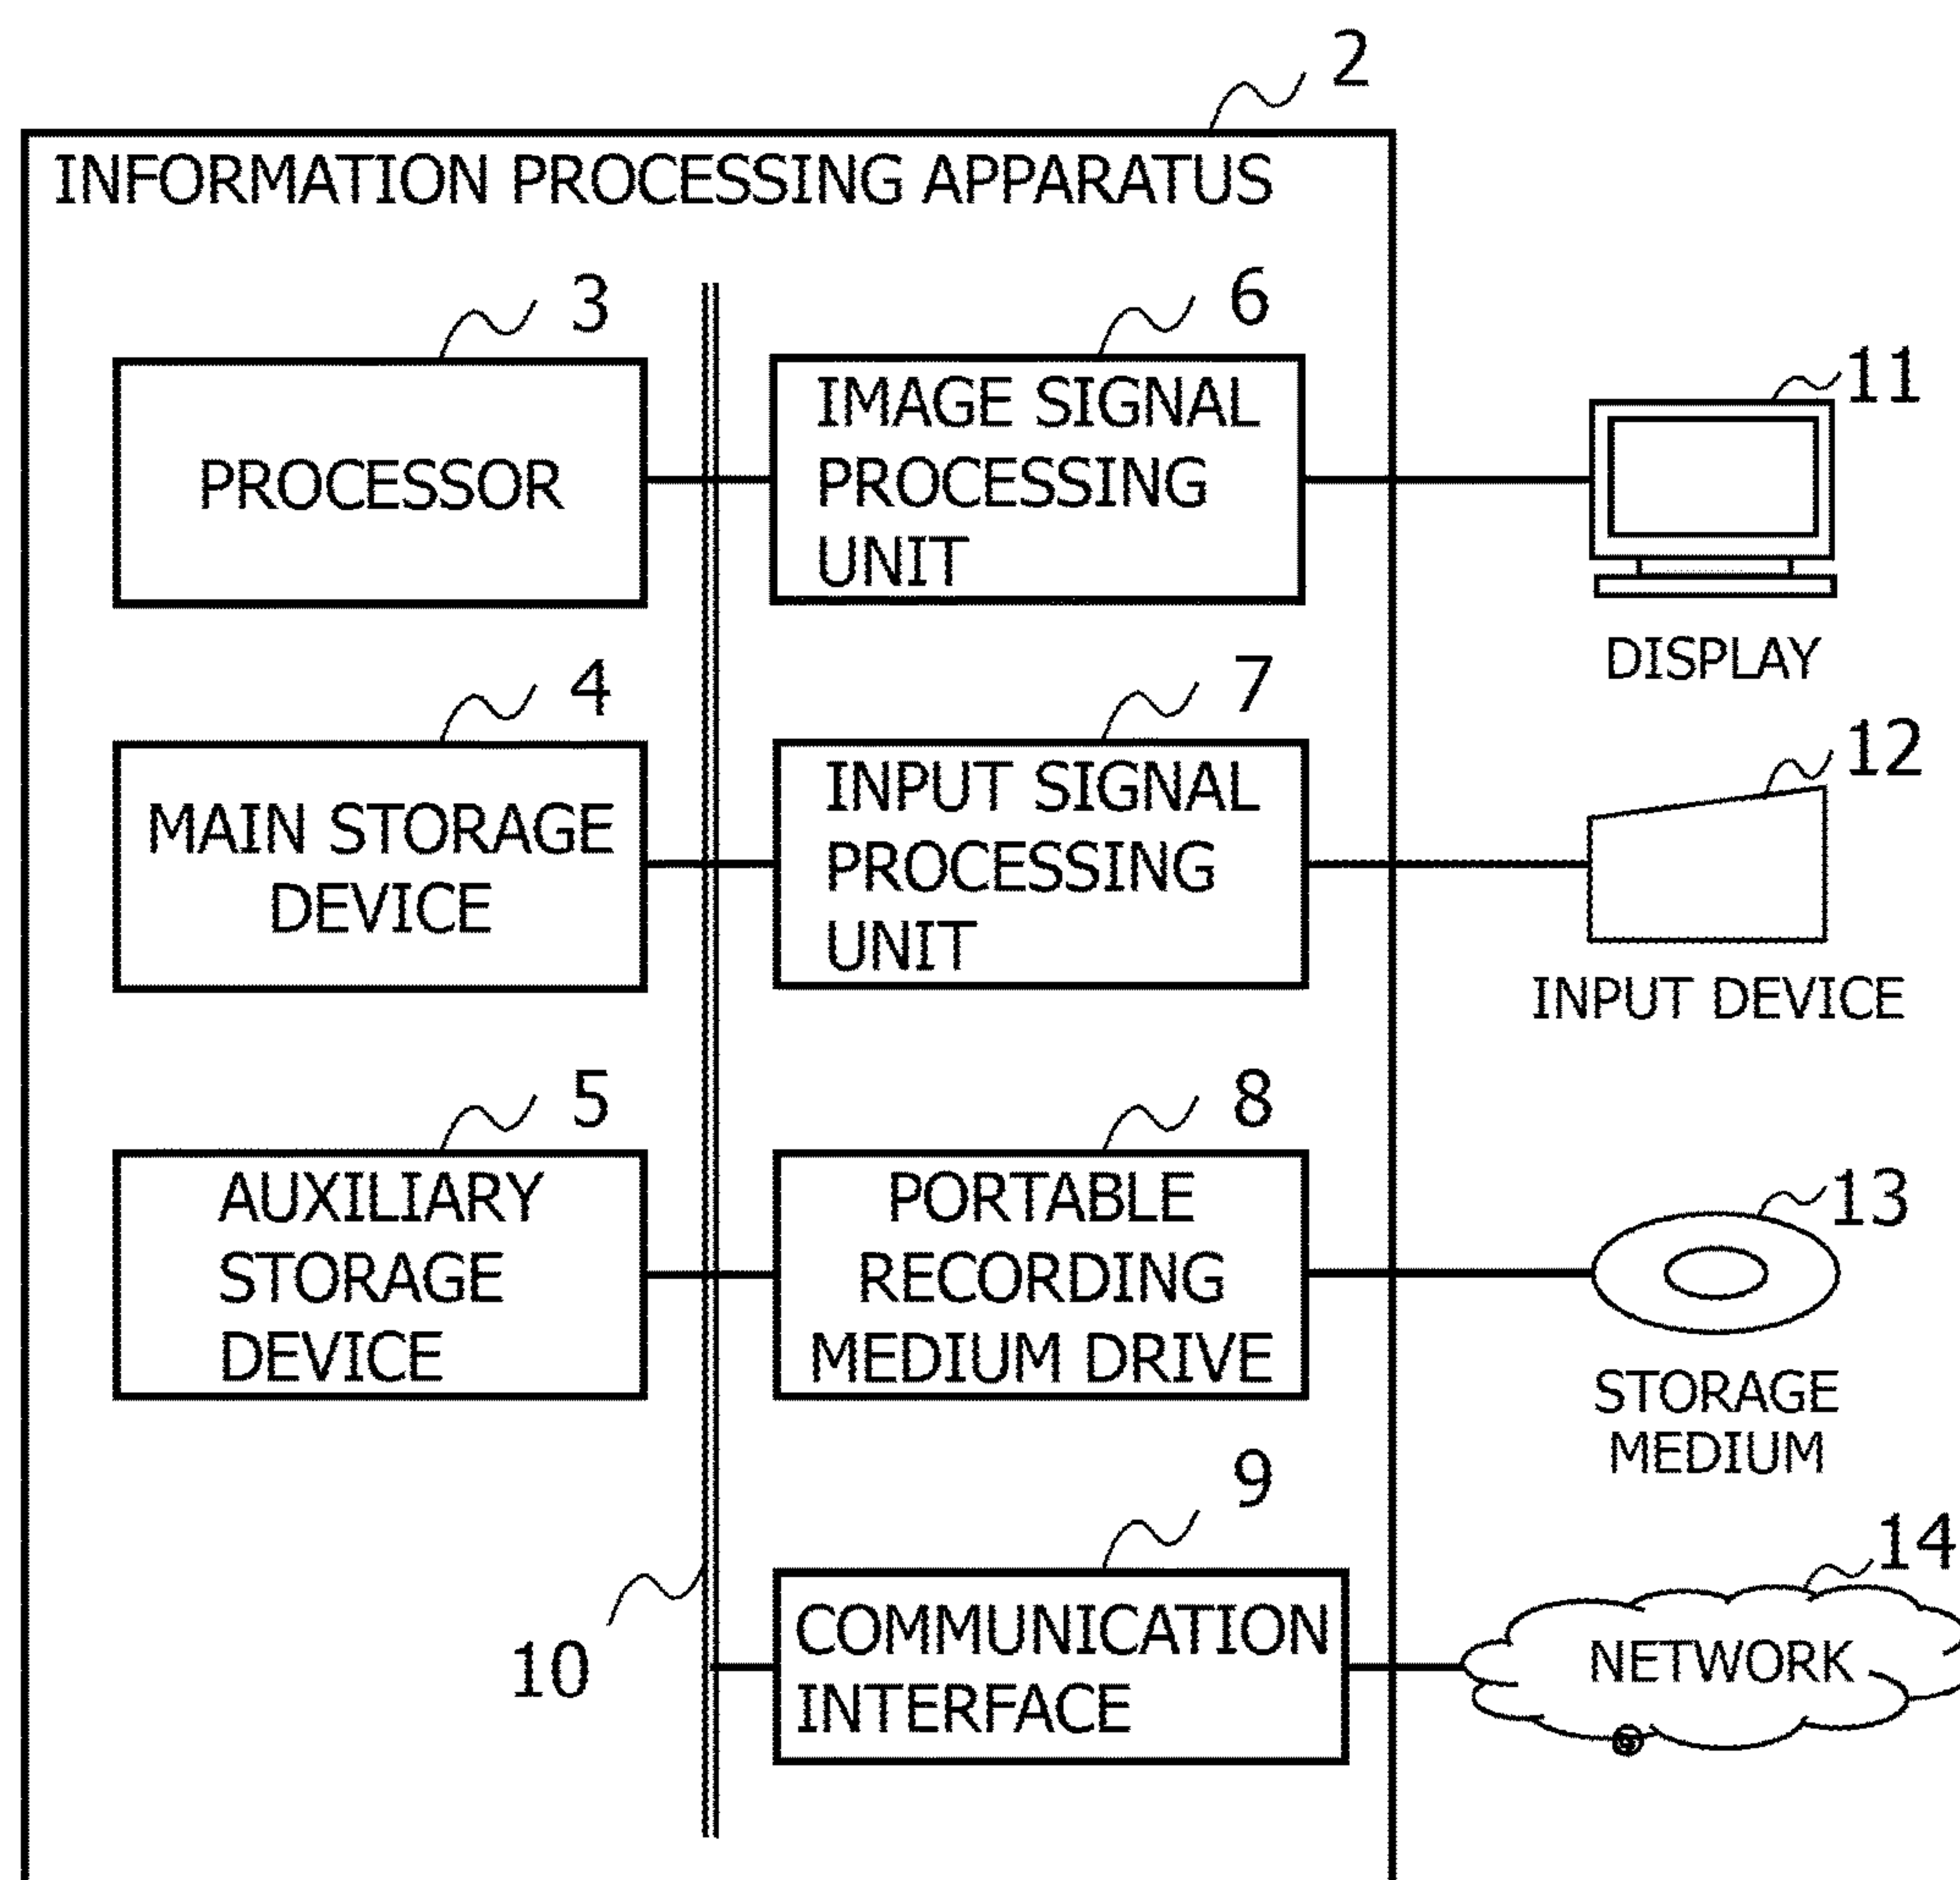 2
INFORMATION PROCESSING APPARATUS
3
PROCESSOR
6
IMAGE SIGNAL
PROCESSING
UNIT
11
DISPLAY
4
MAIN STORAGE
DEVICE
7
INPUT SIGNAL
PROCESSING
UNIT
12
INPUT DEVICE
5
AUXILIARY
STORAGE
DEVICE
8
PORTABLE
RECORDING
MEDIUM DRIVE
13
STORAGE
MEDIUM
10
9
COMMUNICATION
INTERFACE
14
NETWORK